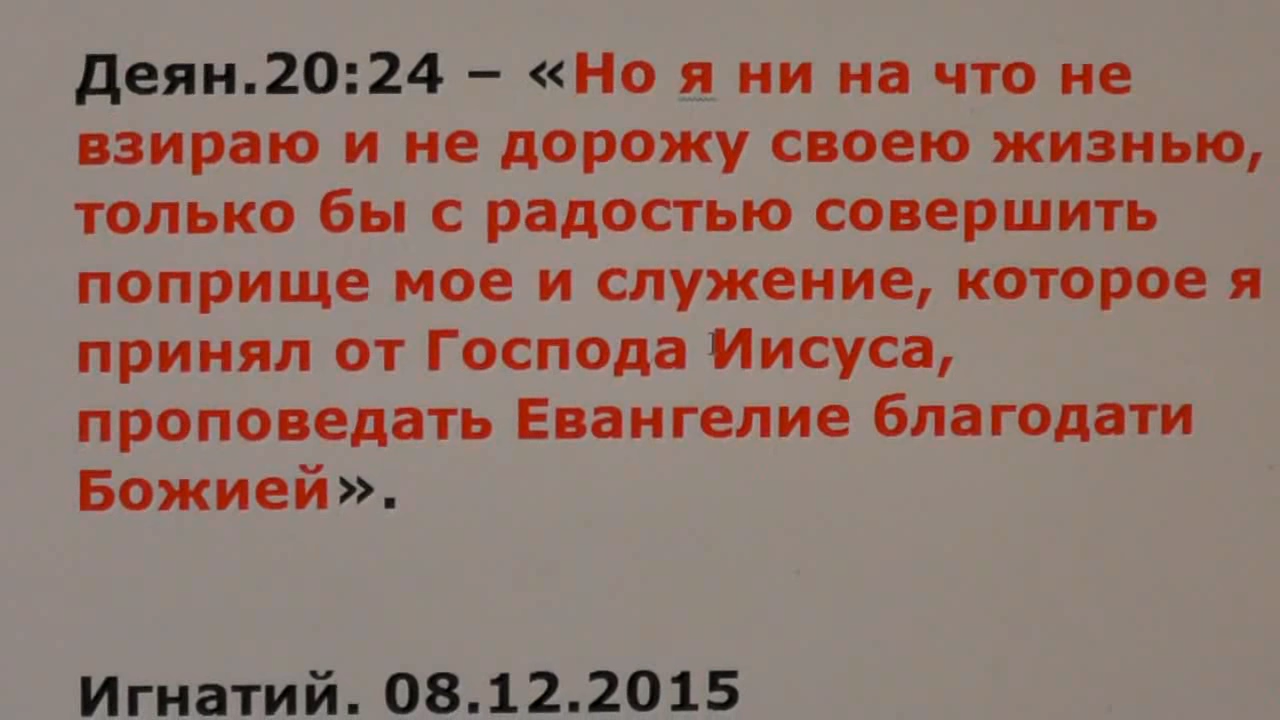 Деян.20:24 – «Но я ни на что не
взираю и не дорожу своею жизнью,
только бы с радостью совершить
поприще мое и служение, которое я
принял от Господа Иисуса,
проповедать Евангелие благодати
Божией».
Игнатий. 08.12.2015